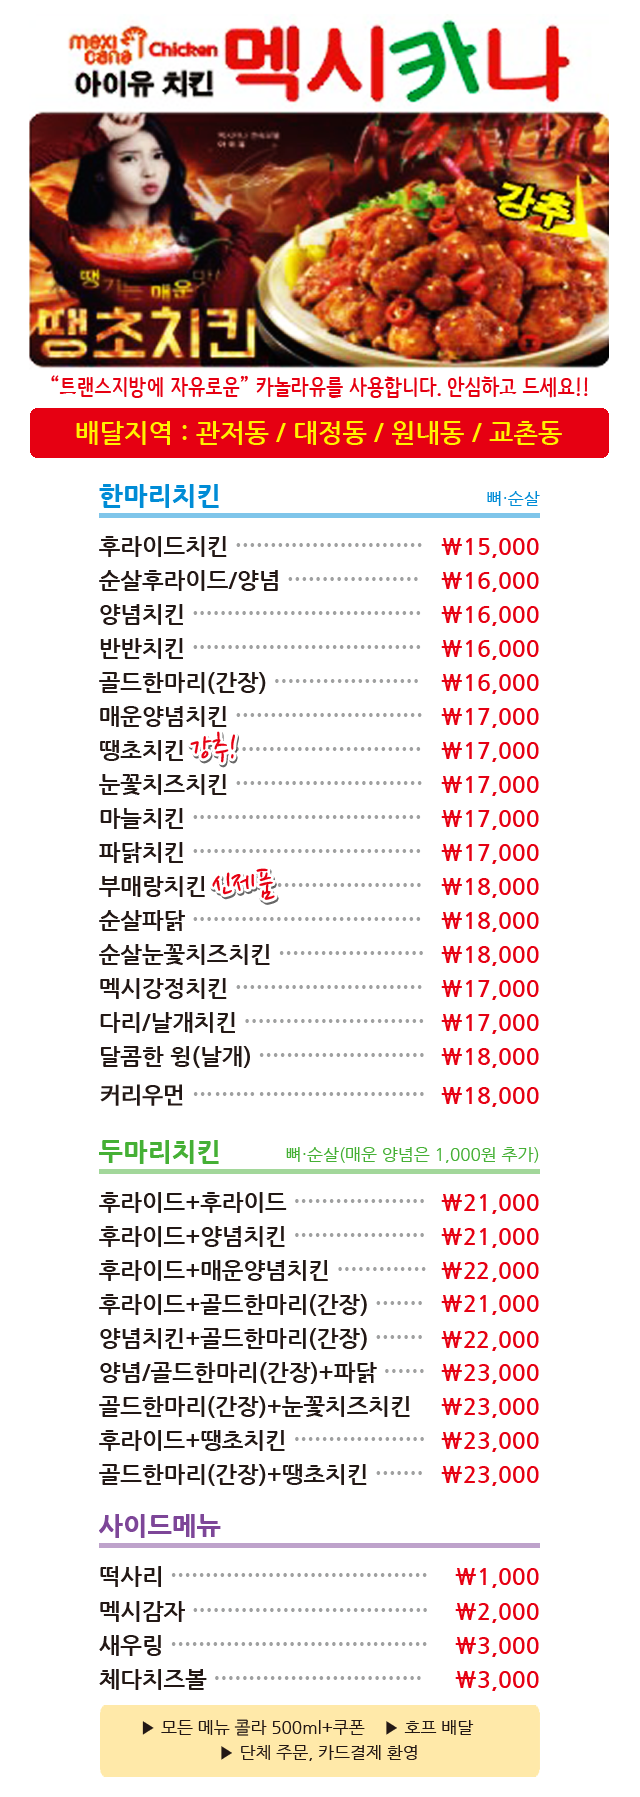 mexi cana Chicken
아이유 치킨
멕시카나
강추
땡기는 매운맛
땡초치킨
“트랜스지방에 자유로운” 카놀라유를 사용합니다. 안심하고 드세요!!
배달지역 : 관저동 / 대정동 / 원내동 / 교촌동
한마리치킨 뼈·순살
후라이드치킨 ₩15,000
순살후라이드/양념 ₩16,000
양념치킨 ₩16,000
반반치킨 ₩16,000
골드한마리(간장) ₩16,000
매운양념치킨 ₩17,000
땡초치킨 강추! ₩17,000
눈꽃치즈치킨 ₩17,000
마늘치킨 ₩17,000
파닭치킨 ₩17,000
부매랑치킨 신제품 ₩18,000
순살파닭 ₩18,000
순살눈꽃치즈치킨 ₩18,000
멕시강정치킨 ₩17,000
다리/날개치킨 ₩17,000
달콤한 윙(날개) ₩18,000
커리우먼 ₩18,000
두마리치킨 뼈·순살(매운 양념은 1,000원 추가)
후라이드+후라이드 ₩21,000
후라이드+양념치킨 ₩21,000
후라이드+매운양념치킨 ₩22,000
후라이드+골드한마리(간장) ₩21,000
양념치킨+골드한마리(간장) ₩22,000
양념/골드한마리(간장)+파닭 ₩23,000
골드한마리(간장)+눈꽃치즈치킨 ₩23,000
후라이드+땡초치킨 ₩23,000
골드한마리(간장)+땡초치킨 ₩23,000
사이드메뉴
떡사리 ₩1,000
멕시감자 ₩2,000
새우링 ₩3,000
체다치즈볼 ₩3,000
▶ 모든 메뉴 콜라 500ml+쿠폰 ▶ 호프 배달
▶ 단체 주문, 카드결제 환영